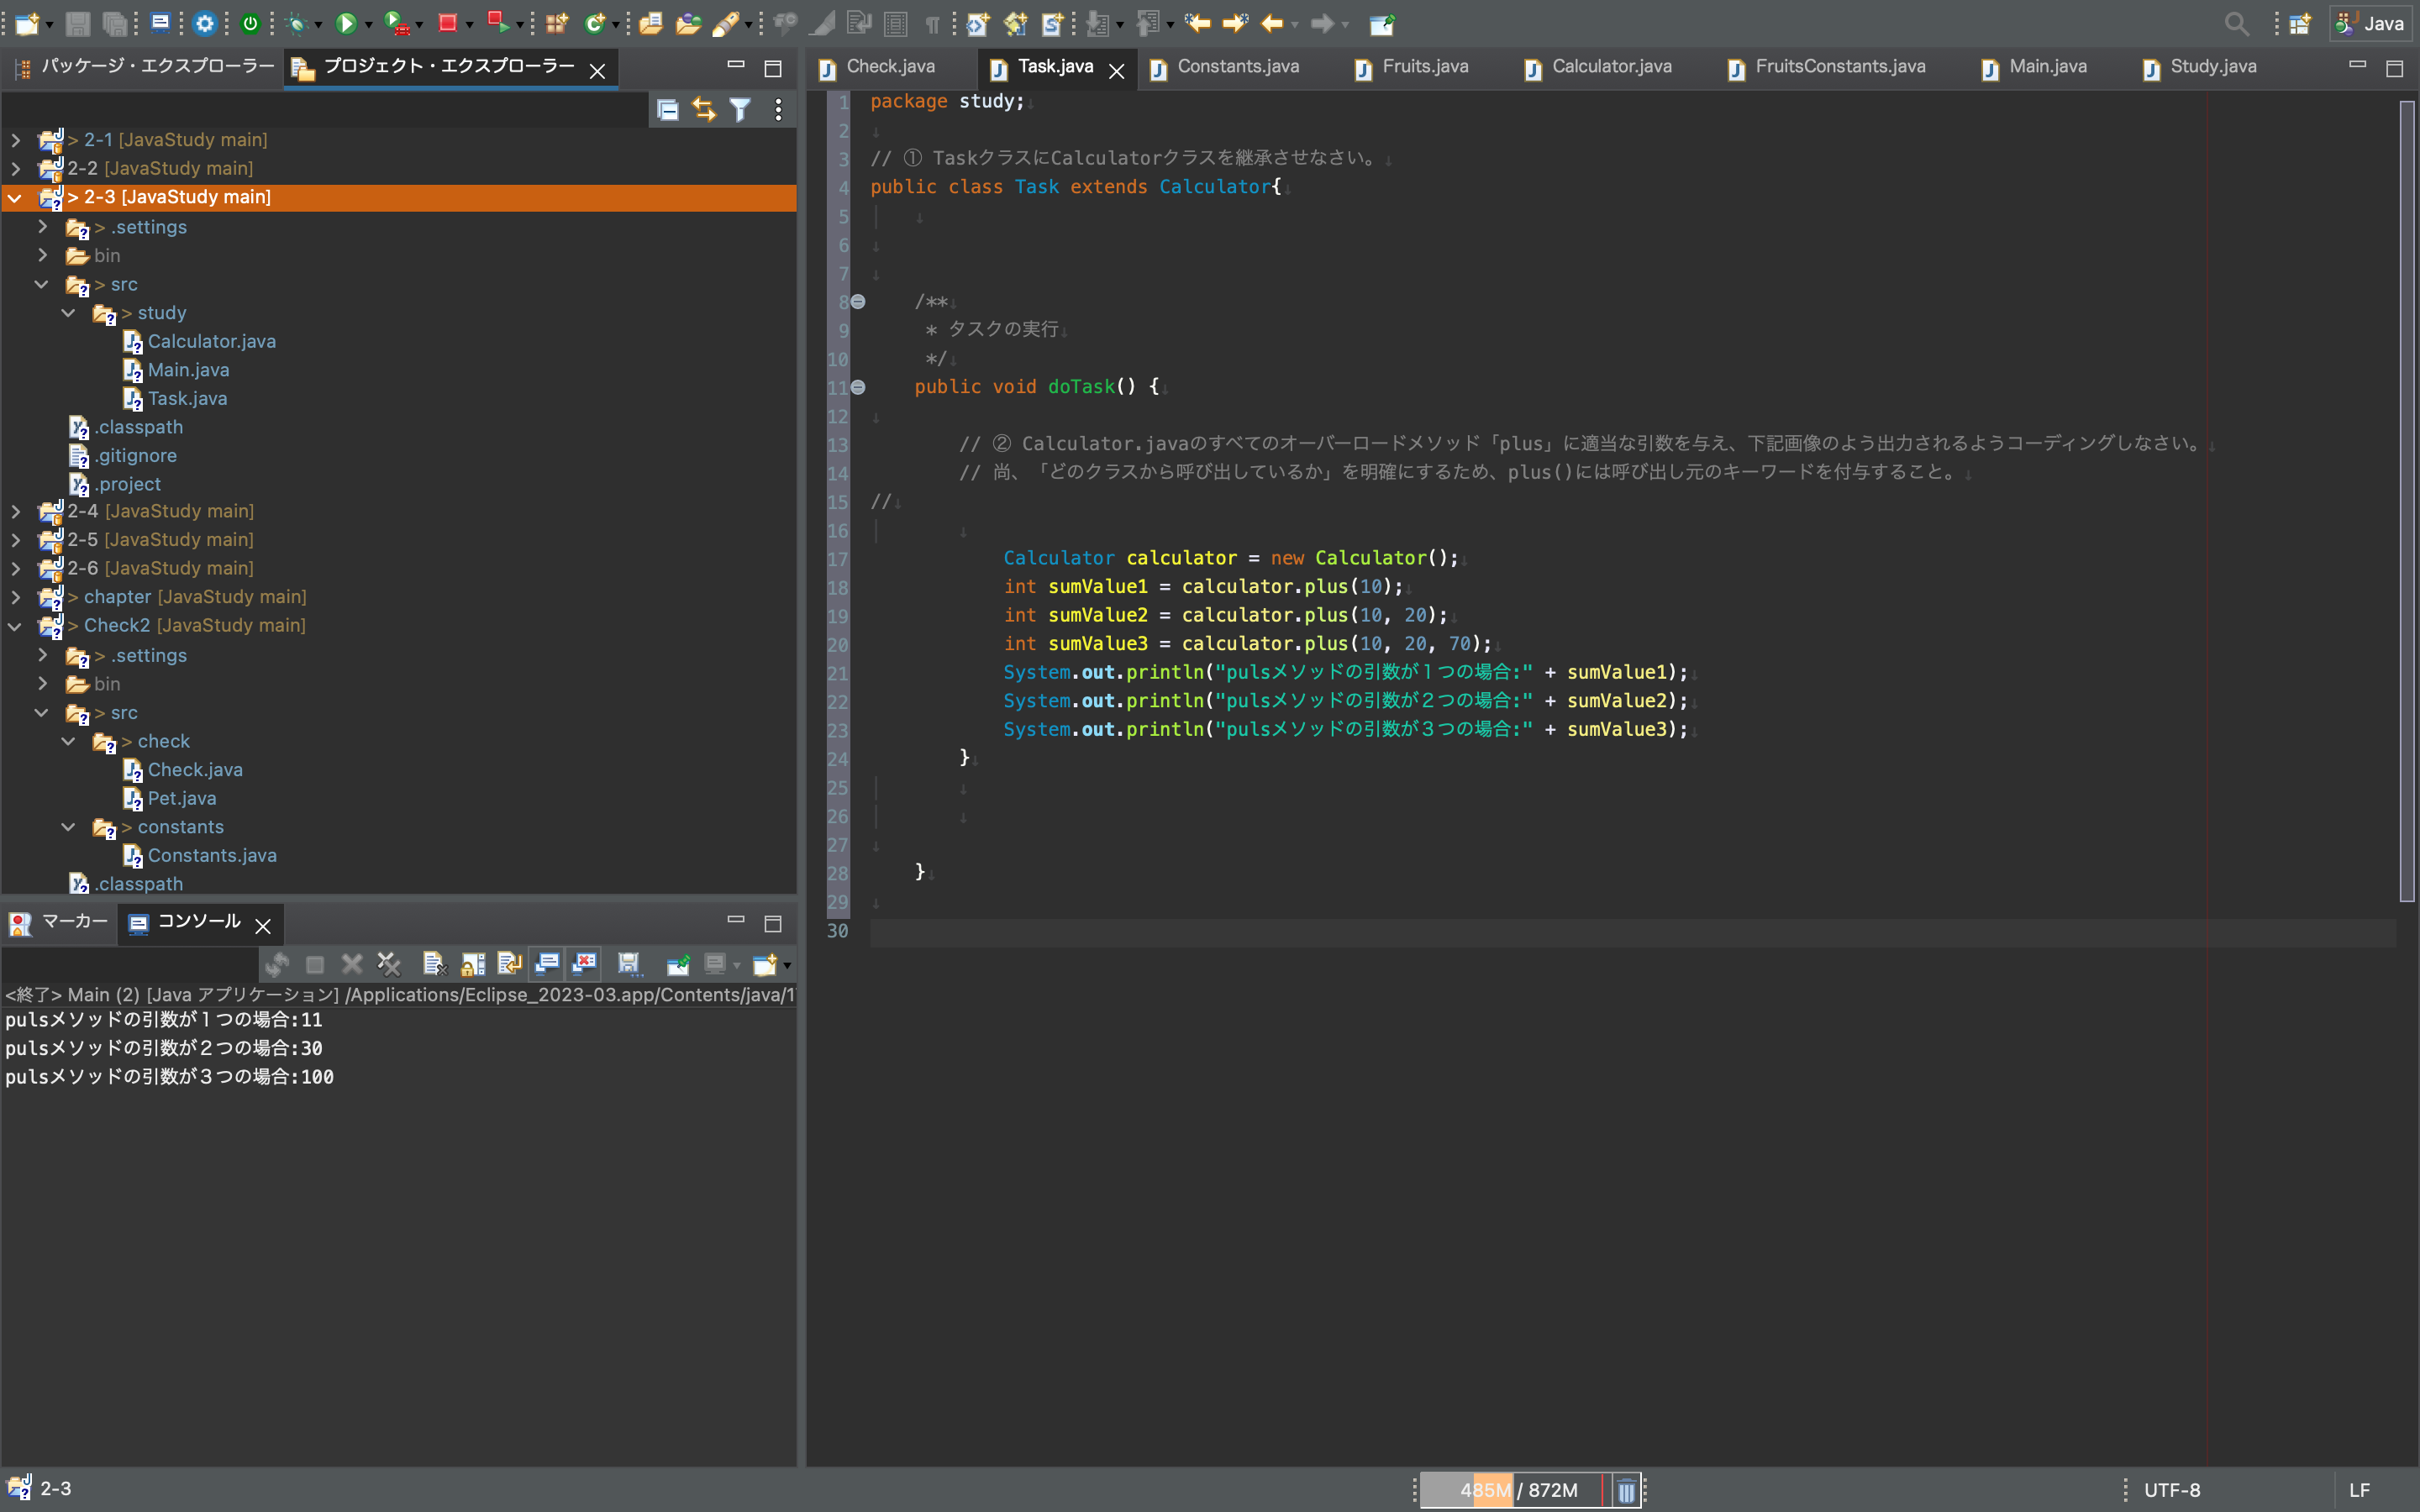 Java
パッケージ・エクスプローラー
プロジェクト・エクスプローラー
> 2-1 [JavaStudy main]
2-2 [JavaStudy main]
> 2-3 [JavaStudy main]
> .settings
bin
> src
> study
Calculator.java
Main.java
Task.java
.classpath
.gitignore
.project
2-4 [JavaStudy main]
2-5 [JavaStudy main]
2-6 [JavaStudy main]
> chapter [JavaStudy main]
> Check2 [JavaStudy main]
> .settings
bin
> src
> check
Check.java
Pet.java
> constants
Constants.java
.classpath
マーカー
コンソール
<終了> Main (2) [Java アプリケーション] /Applications/Eclipse_2023-03.app/Contents/java/1
pulsメソッドの引数が１つの場合:11
pulsメソッドの引数が２つの場合:30
pulsメソッドの引数が３つの場合:100
Check.java
Task.java
Constants.java
Fruits.java
Calculator.java
FruitsConstants.java
Main.java
Study.java
1 package study;
2
3 // ① TaskクラスにCalculatorクラスを継承させなさい。
4 public class Task extends Calculator{
5
6
7
8 /**
9 * タスクの実行
10 */
11 public void doTask() {
12
13 // ② Calculator.javaのすべてのオーバーロードメソッド「plus」に適当な引数を与え、下記画像のよう出力されるようコーディングしなさい。
14 // 尚、「どのクラスから呼び出しているか」を明確にするため、plus()には呼び出し元のキーワードを付与すること。
15 //
16
17 Calculator calculator = new Calculator();
18 int sumValue1 = calculator.plus(10);
19 int sumValue2 = calculator.plus(10, 20);
20 int sumValue3 = calculator.plus(10, 20, 70);
21 System.out.println("pulsメソッドの引数が１つの場合:" + sumValue1);
22 System.out.println("pulsメソッドの引数が２つの場合:" + sumValue2);
23 System.out.println("pulsメソッドの引数が３つの場合:" + sumValue3);
24 }
25
26
27
28 }
29
30
2-3
485M / 872M
UTF-8
LF